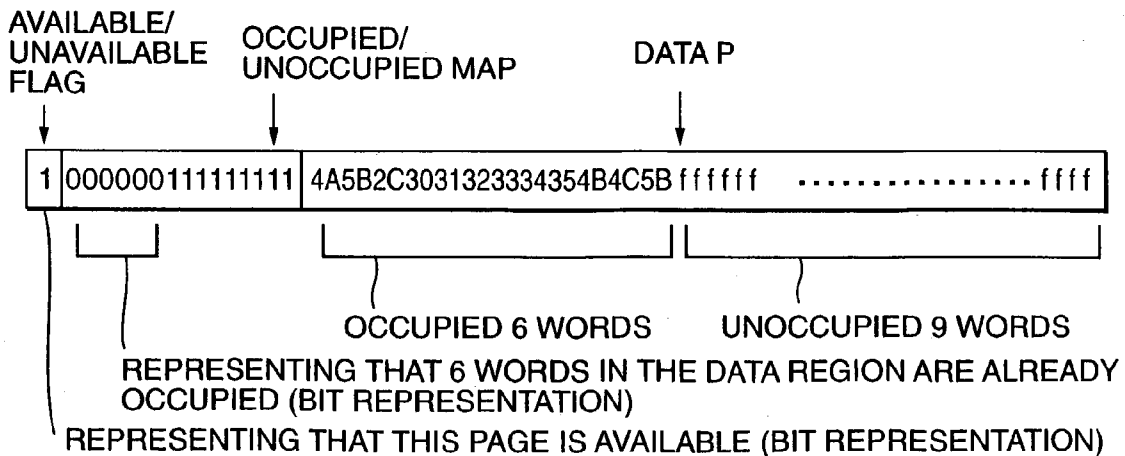 AVAILABLE/
UNAVAILABLE
FLAG
OCCUPIED/
UNOCCUPIED MAP
DATA P
1 000000111111111 4A5B2C3031323334354B4C5B ffffff ................. ffff
OCCUPIED 6 WORDS UNOCCUPIED 9 WORDS
REPRESENTING THAT 6 WORDS IN THE DATA REGION ARE ALREADY
OCCUPIED (BIT REPRESENTATION)
REPRESENTING THAT THIS PAGE IS AVAILABLE (BIT REPRESENTATION)